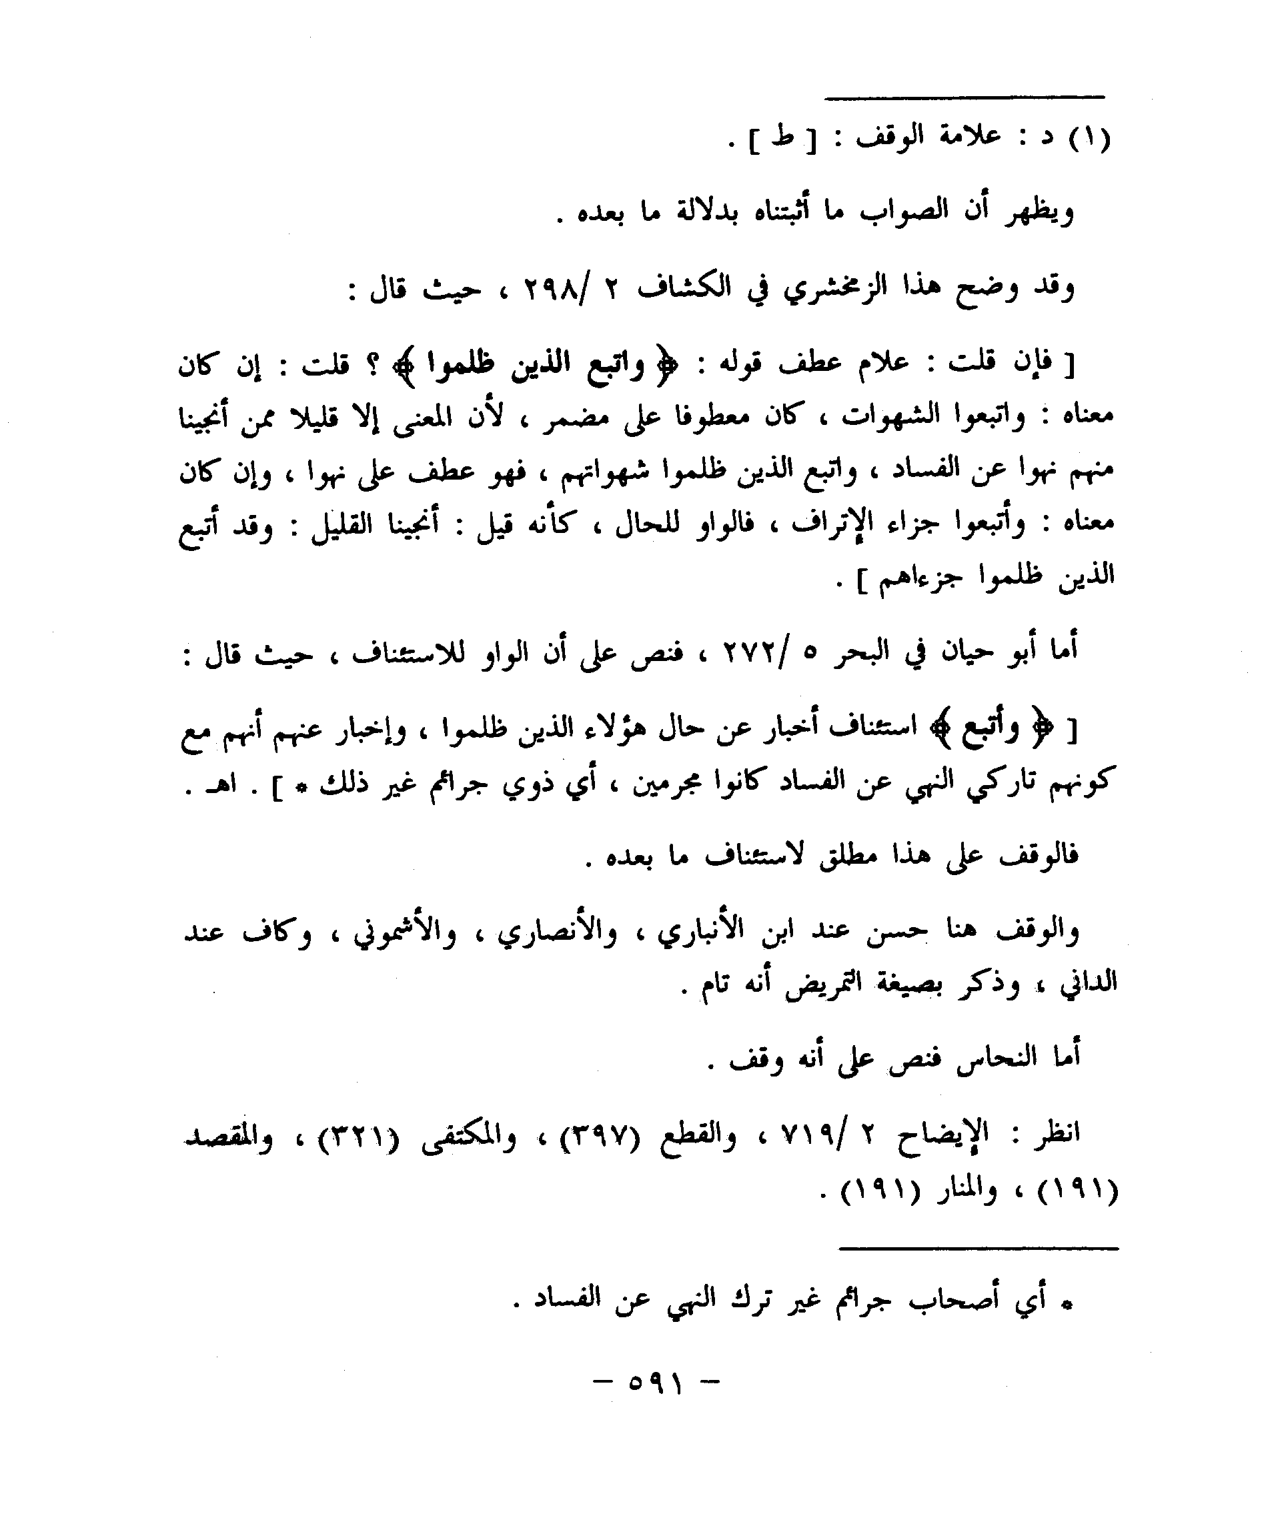 (١) د : علامة الوقف : [ ط ] .
ويظهر أن الصواب ما أثبتناه بدلالة ما بعده .
وقد وضح هذا الزمخشري في الكشاف ٢ /٢٩٨ ، حيث قال :
[ فإن قلت : علام عطف قوله : ﴿ واتبع الذين ظلموا ﴾ ؟ قلت : إن كان
معناه : واتبعوا الشهوات ، كان معطوفا على مضمر ، لأن المعنى إلا قليلا ممن أنجينا
منهم نهوا عن الفساد ، واتبع الذين ظلموا شهواتهم ، فهو عطف على نهوا ، وإن كان
معناه : وأتبعوا جزاء الإتراف ، فالواو للحال ، كأنه قيل : أنجينا القليل : وقد أتبع
الذين ظلموا جزءاهم ] .
أما أبو حيان في البحر ٥ /٢٧٢ ، فنص على أن الواو للاستئناف ، حيث قال :
[ ﴿ وأتبع ﴾ استئناف أخبار عن حال هؤلاء الذين ظلموا ، وإخبار عنهم أنهم مع
كونهم تاركي النهي عن الفساد كانوا مجرمين ، أي ذوي جرائم غير ذلك * ] . اهـ .
فالوقف على هذا مطلق لاستئناف ما بعده .
والوقف هنا حسن عند ابن الأنباري ، والأنصاري ، والأشموني ، وكاف عند
الداني ، وذكر بصيغة التمريض أنه تام .
أما النحاس فنص على أنه وقف .
انظر : الإيضاح ٢ /٧١٩ ، والقطع (٣٩٧) ، والمكتفى (٣٢١) ، والمقصد
(١٩١) ، والمنار (١٩١) .
* أي أصحاب جرائم غير ترك النهي عن الفساد .
– ٥٩١ –